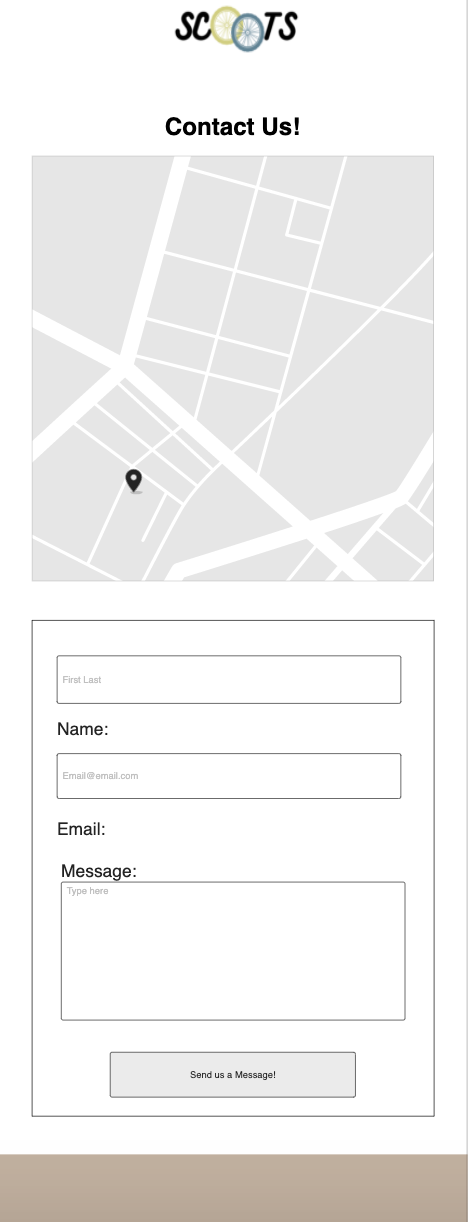 SCOOTS
Contact Us!
First Last
Name:
Email@email.com
Email:
Message:
Type here
Send us a Message!